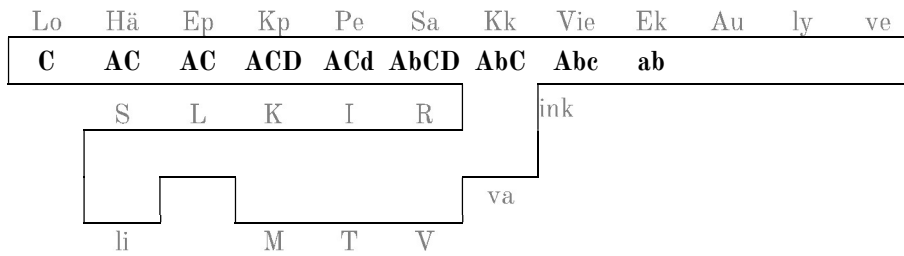 Lo Hä Ep Kp Pe Sa Kk Vie Ek Au ly ve
C AC AC ACD ACd AbCD AbC Abc ab
S L K I R ink
va
li M T V